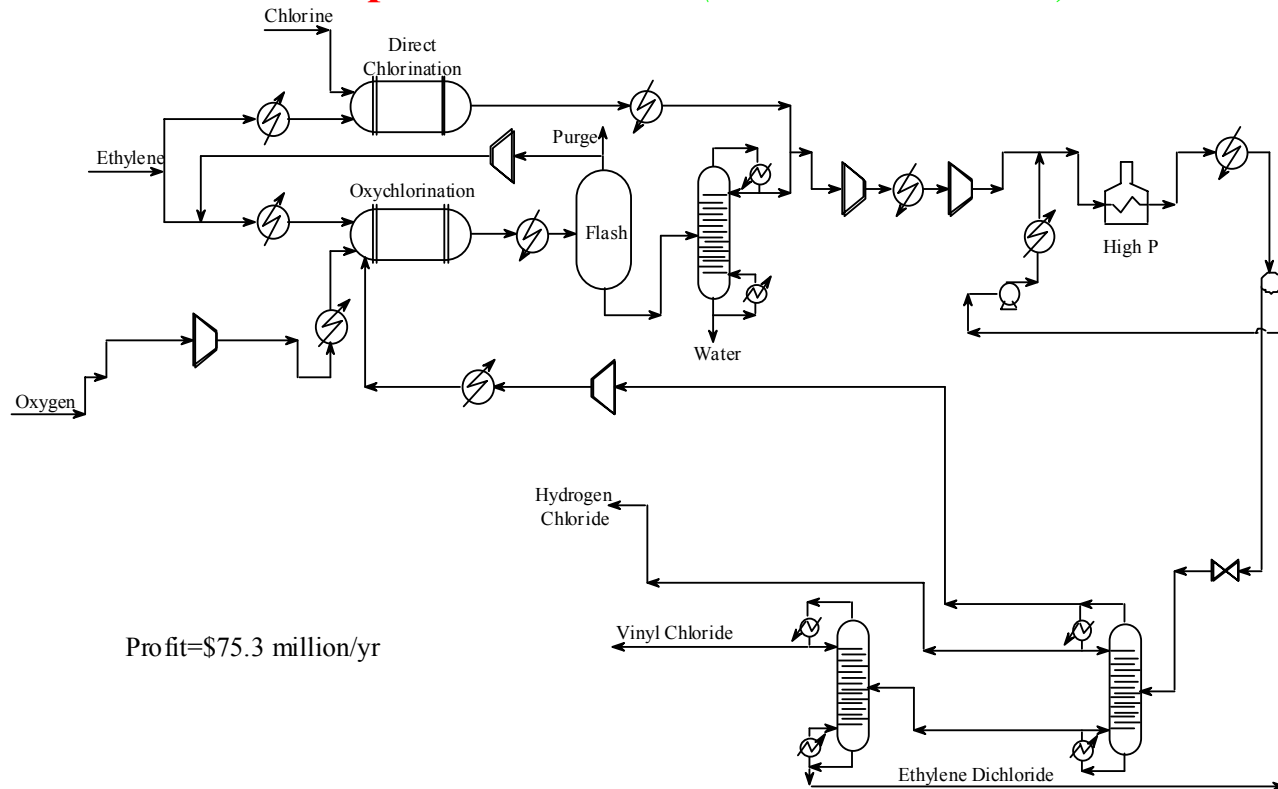 Chlorine
Direct
Chlorination
Purge
Ethylene
Oxychlorination
Flash
High P
Water
Oxygen
Hydrogen
Chloride
Vinyl Chloride
Profit=$75.3 million/yr
Ethylene Dichloride